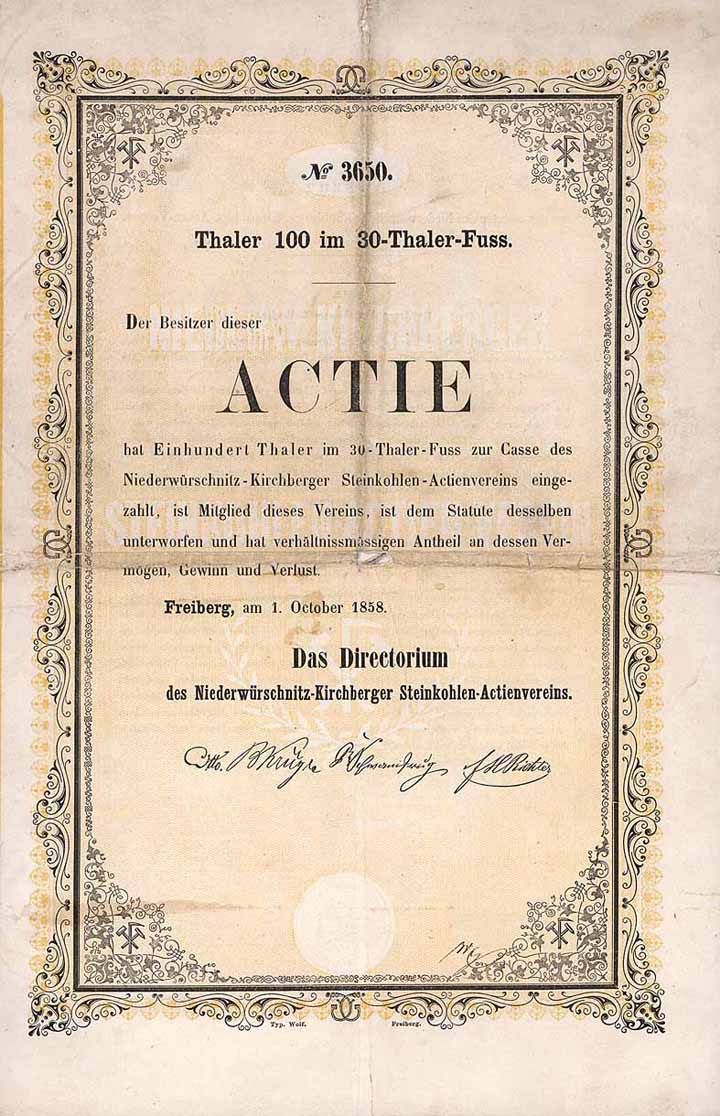 № 3650.
Thaler 100 im 30-Thaler-Fuss.
Der Besitzer dieser
ACTIE
hat Einhundert Thaler im 30-Thaler-Fuss zur Casse des
Niederwürschnitz-Kirchberger Steinkohlen-Actienvereins einge-
zahlt, ist Mitglied dieses Vereins, ist dem Statute desselben
unterworfen und hat verhältnissmässigen Antheil an dessen Ver-
mögen, Gewinn und Verlust.
Freiberg, am 1. October 1858.
Das Directorium
des Niederwürschnitz-Kirchberger Steinkohlen-Actienvereins.
Richter
Typ. Wolf. Freiberg.